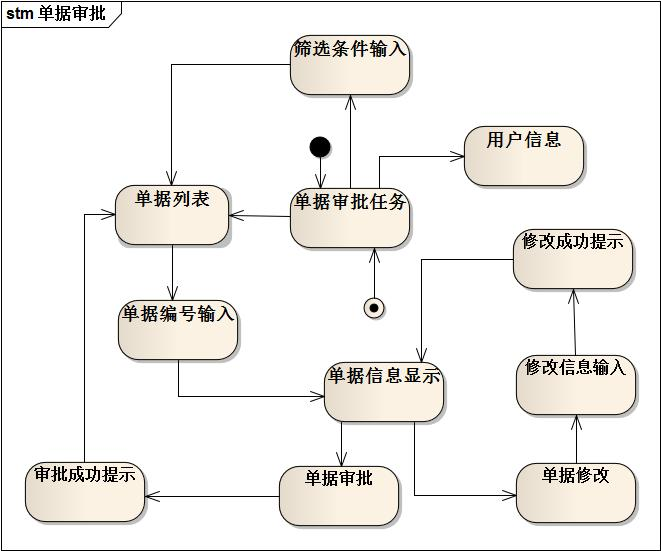 stm 单据审批
筛选条件输入
用户信息
单据列表
单据审批任务
修改成功提示
单据编号输入
单据信息显示
修改信息输入
审批成功提示
单据审批
单据修改